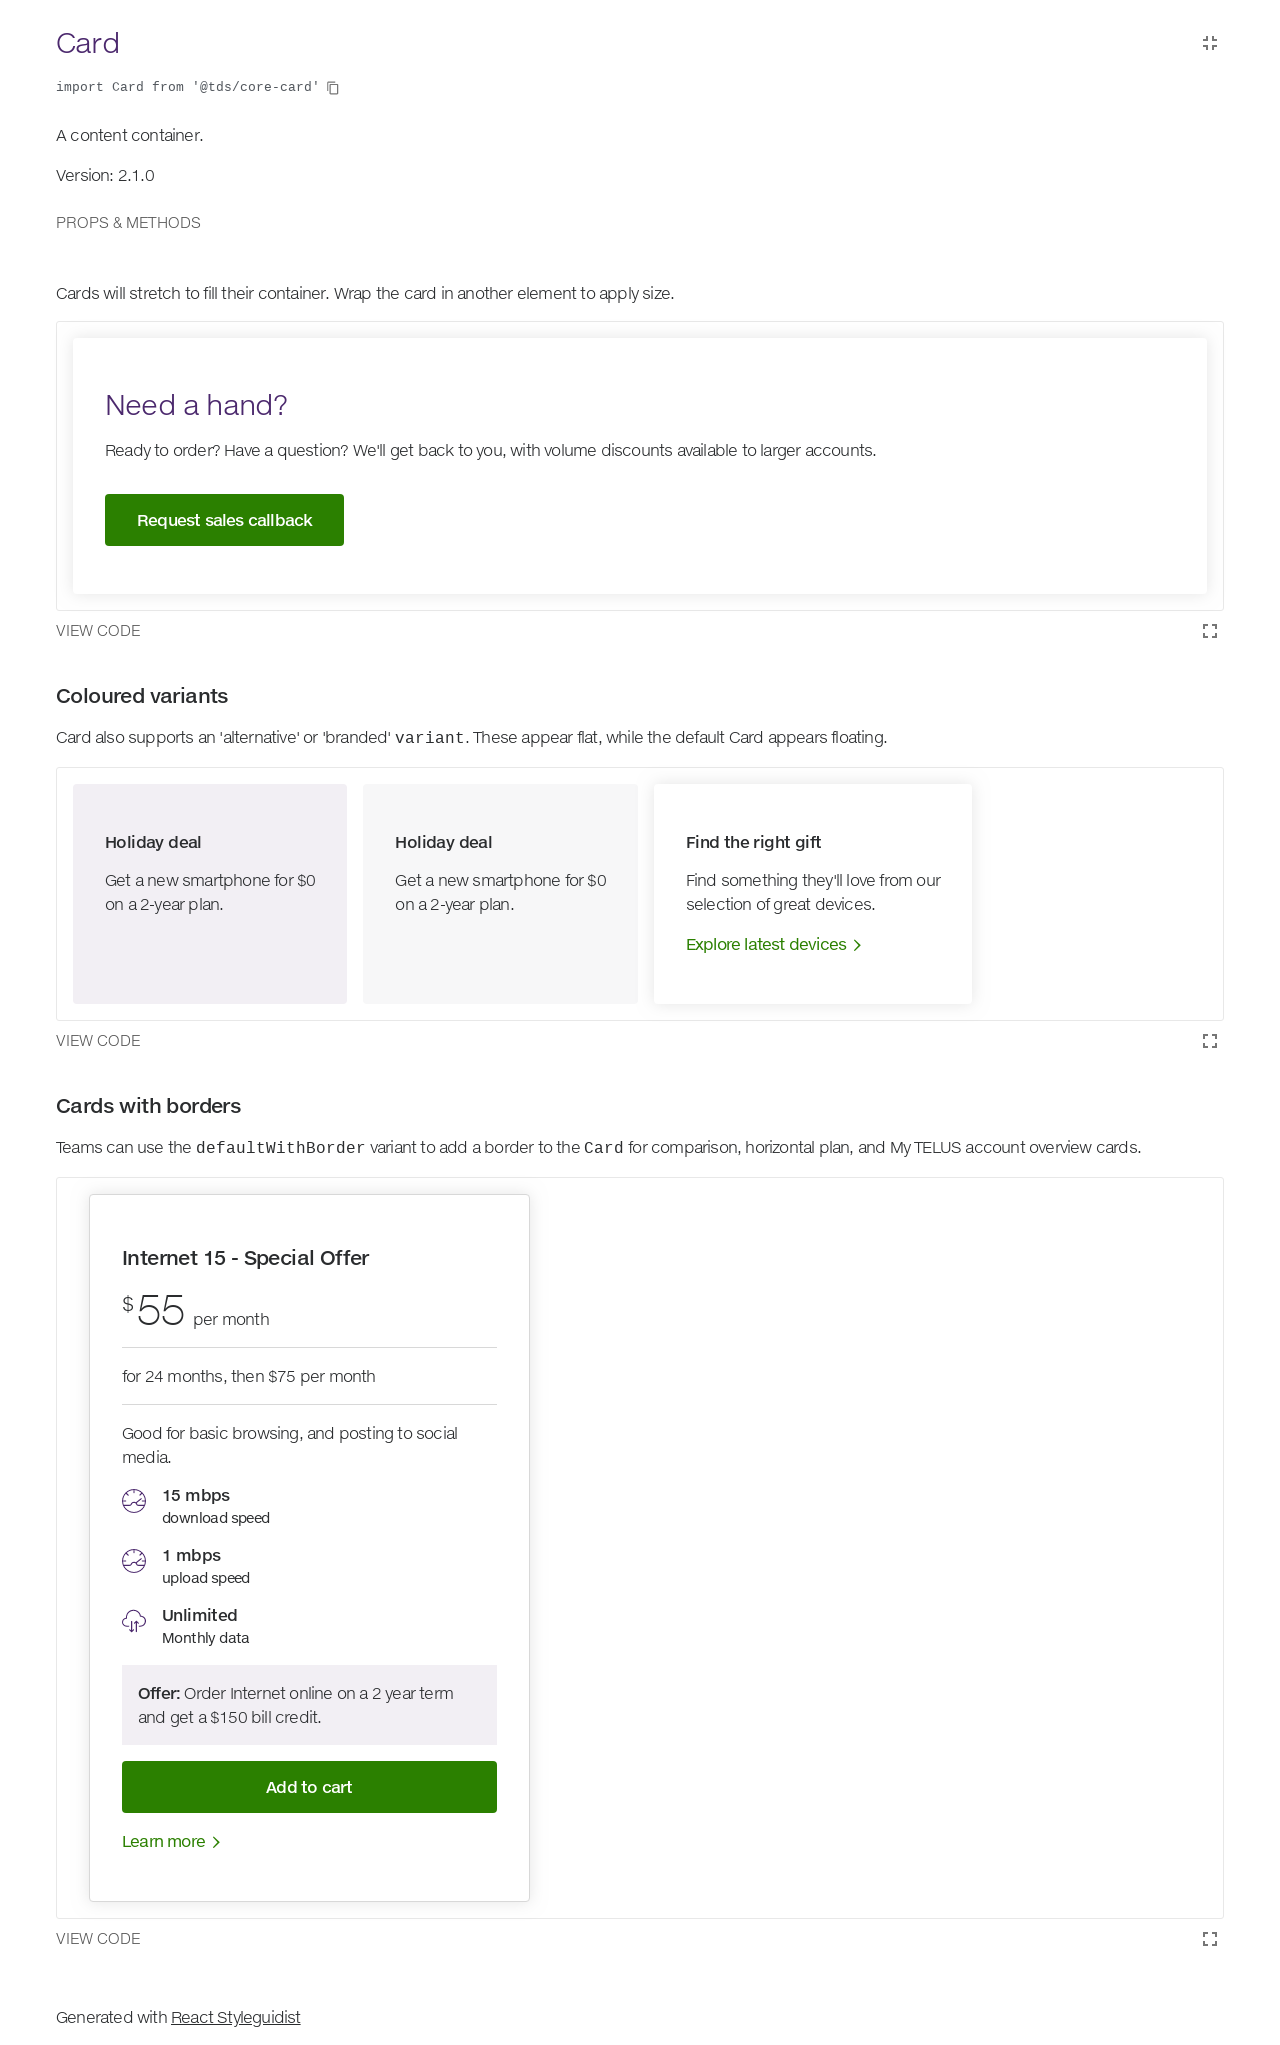 Card
import Card from '@tds/core-card'
A content container.
Version: 2.1.0
PROPS & METHODS
Cards will stretch to fill their container. Wrap the card in another element to apply size.
Need a hand?
Ready to order? Have a question? We'll get back to you, with volume discounts available to larger accounts.
Request sales callback
VIEW CODE
Coloured variants
Card also supports an 'alternative' or 'branded' variant. These appear flat, while the default Card appears floating.
Holiday deal
Get a new smartphone for $0
on a 2-year plan.
Holiday deal
Get a new smartphone for $0
on a 2-year plan.
Find the right gift
Find something they'll love from our
selection of great devices.
Explore latest devices
VIEW CODE
Cards with borders
Teams can use the defaultWithBorder variant to add a border to the Card for comparison, horizontal plan, and My TELUS account overview cards.
Internet 15 - Special Offer
$55 per month
for 24 months, then $75 per month
Good for basic browsing, and posting to social
media.
15 mbps
download speed
1 mbps
upload speed
Unlimited
Monthly data
Offer: Order Internet online on a 2 year term
and get a $150 bill credit.
Add to cart
Learn more
VIEW CODE
Generated with React Styleguidist